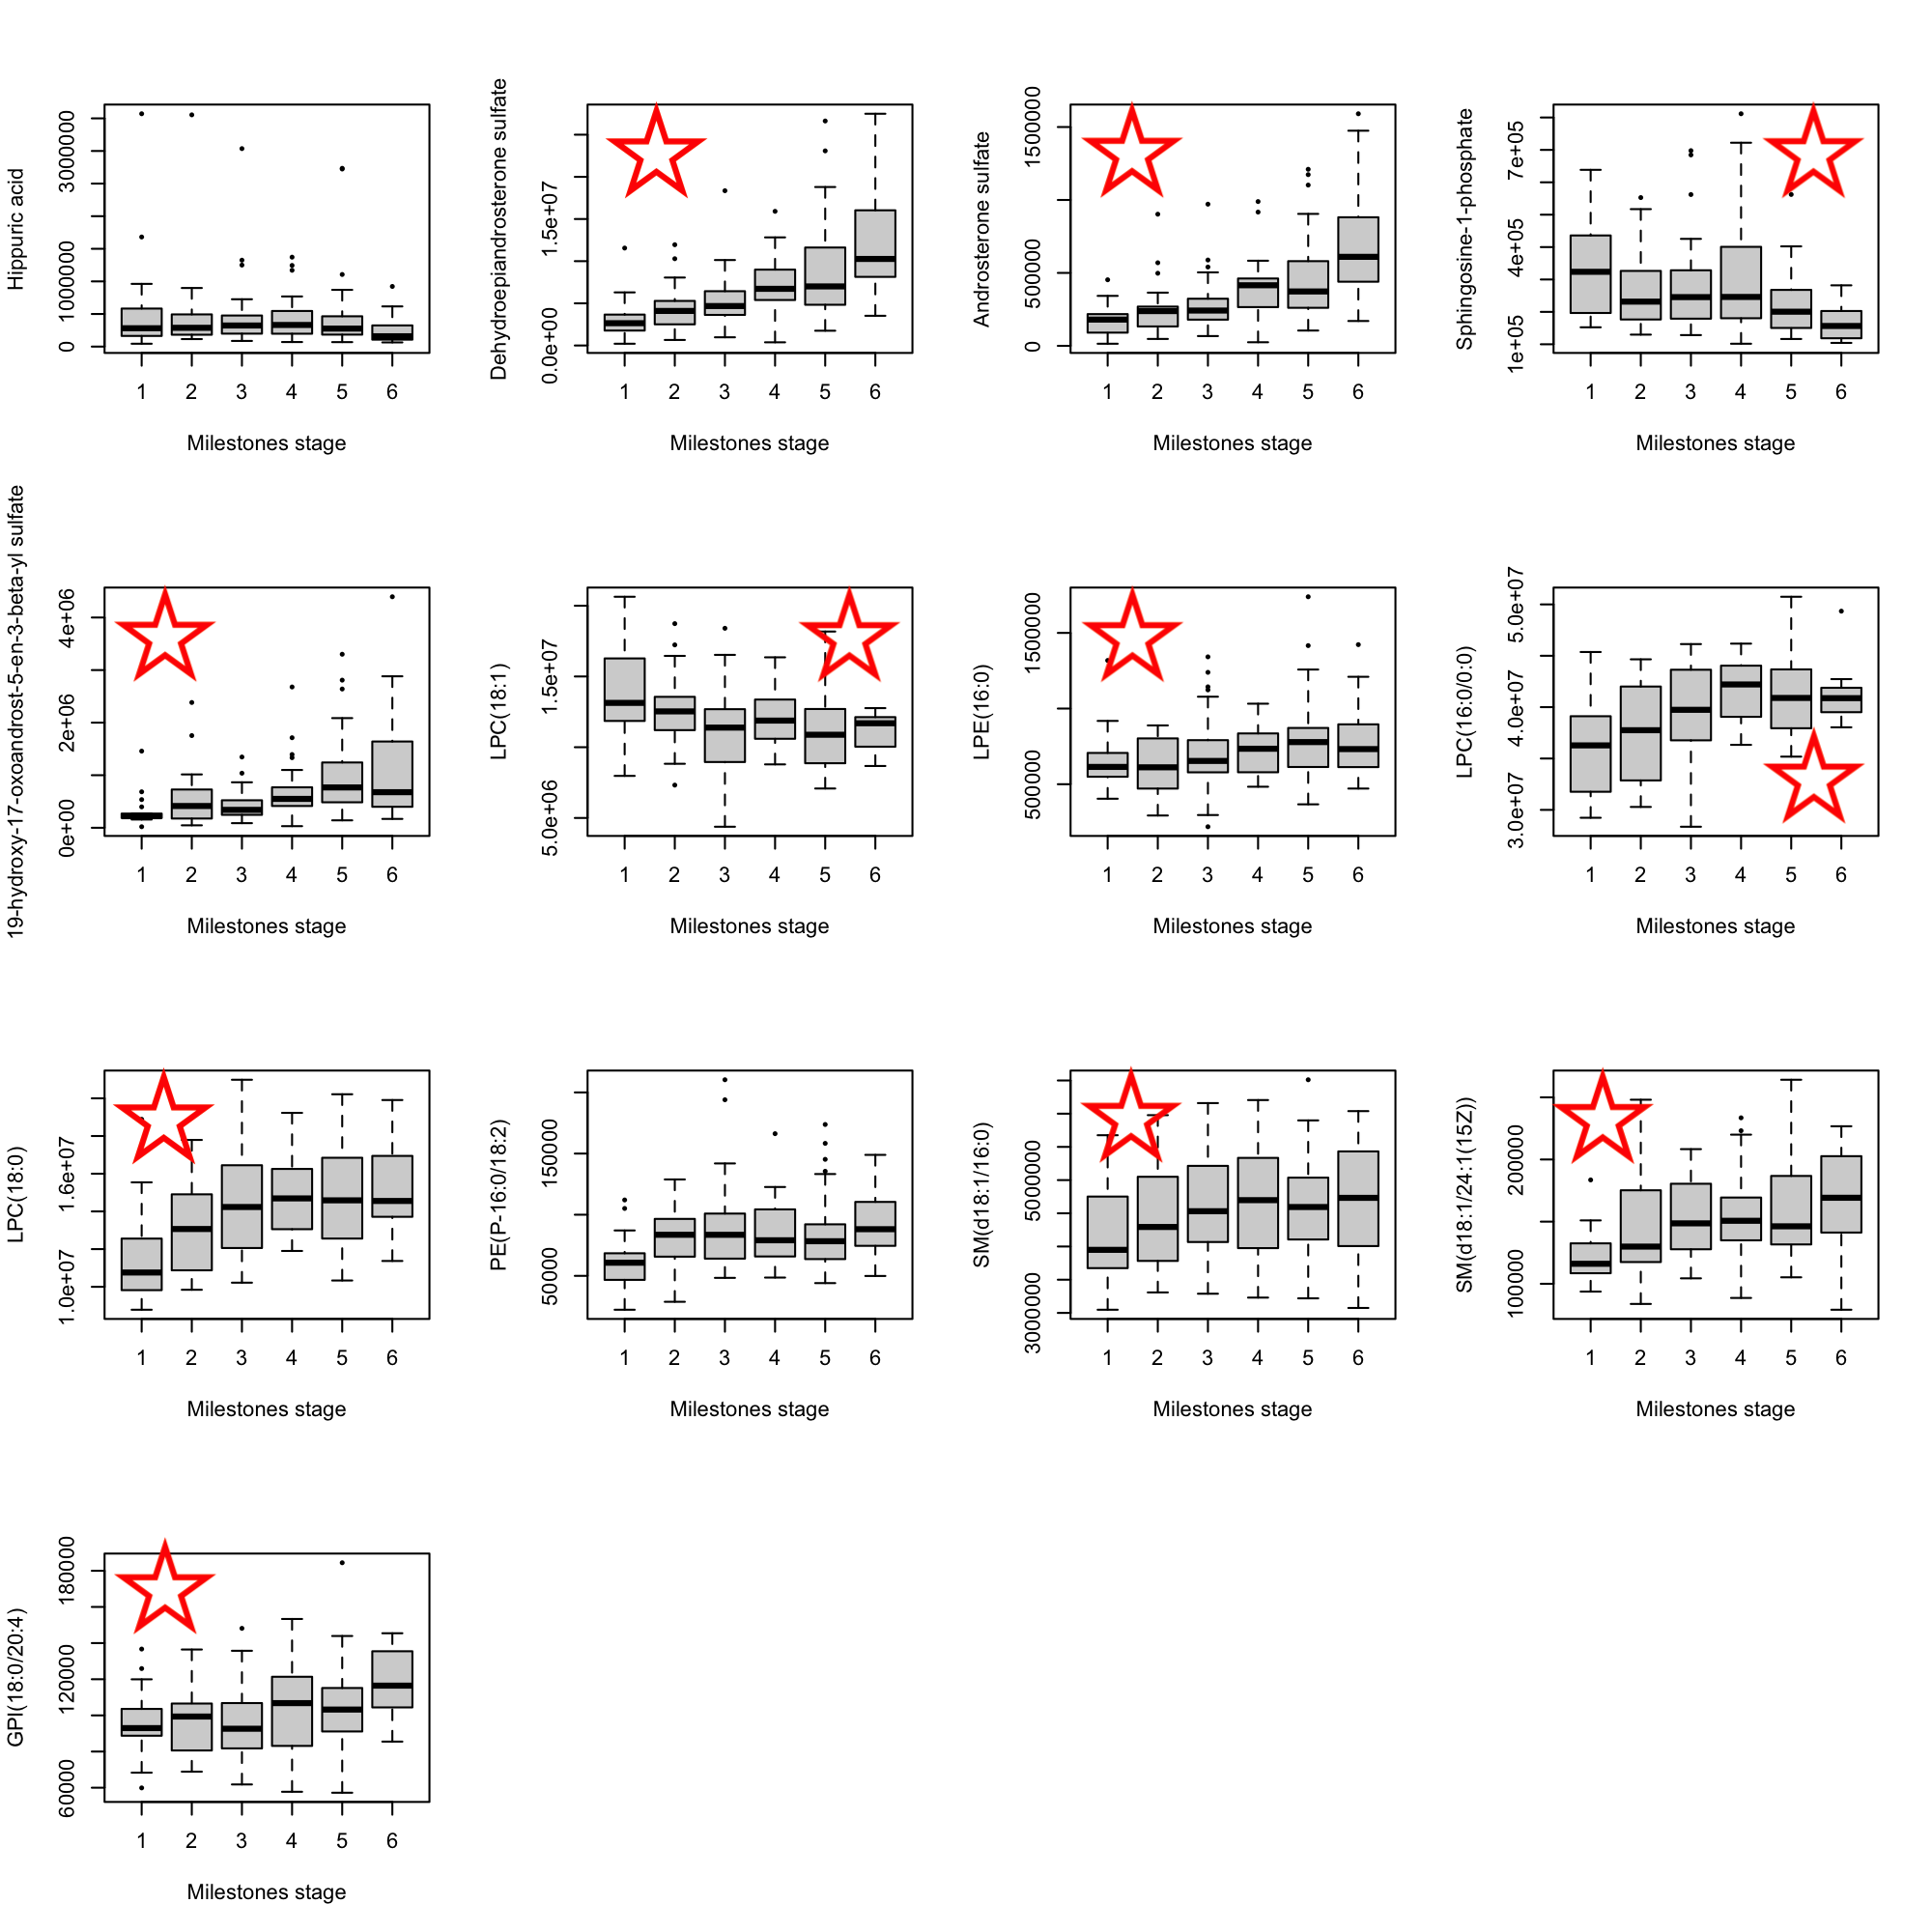 Hippuric acid
0 1000000 3000000
1 2 3 4 5 6
Milestones stage
Dehydroepiandrosterone sulfate
0.0e+00 1.5e+07
1 2 3 4 5 6
Milestones stage
Androsterone sulfate
0 500000 1500000
1 2 3 4 5 6
Milestones stage
Sphingosine-1-phosphate
1e+05 4e+05 7e+05
1 2 3 4 5 6
Milestones stage
19-hydroxy-17-oxoandrost-5-en-3-beta-yl sulfate
0e+00 2e+06 4e+06
1 2 3 4 5 6
Milestones stage
LPC(18:1)
5.0e+06 1.5e+07
1 2 3 4 5 6
Milestones stage
LPE(16:0)
500000 1500000
1 2 3 4 5 6
Milestones stage
LPC(16:0/0:0)
3.0e+07 4.0e+07 5.0e+07
1 2 3 4 5 6
Milestones stage
LPC(18:0)
1.0e+07 1.6e+07
1 2 3 4 5 6
Milestones stage
PE(P-16:0/18:2)
50000 150000
1 2 3 4 5 6
Milestones stage
SM(d18:1/16:0)
3000000 5000000
1 2 3 4 5 6
Milestones stage
SM(d18:1/24:1(15Z))
100000 200000
1 2 3 4 5 6
Milestones stage
GPI(18:0/20:4)
60000 120000 180000
1 2 3 4 5 6
Milestones stage